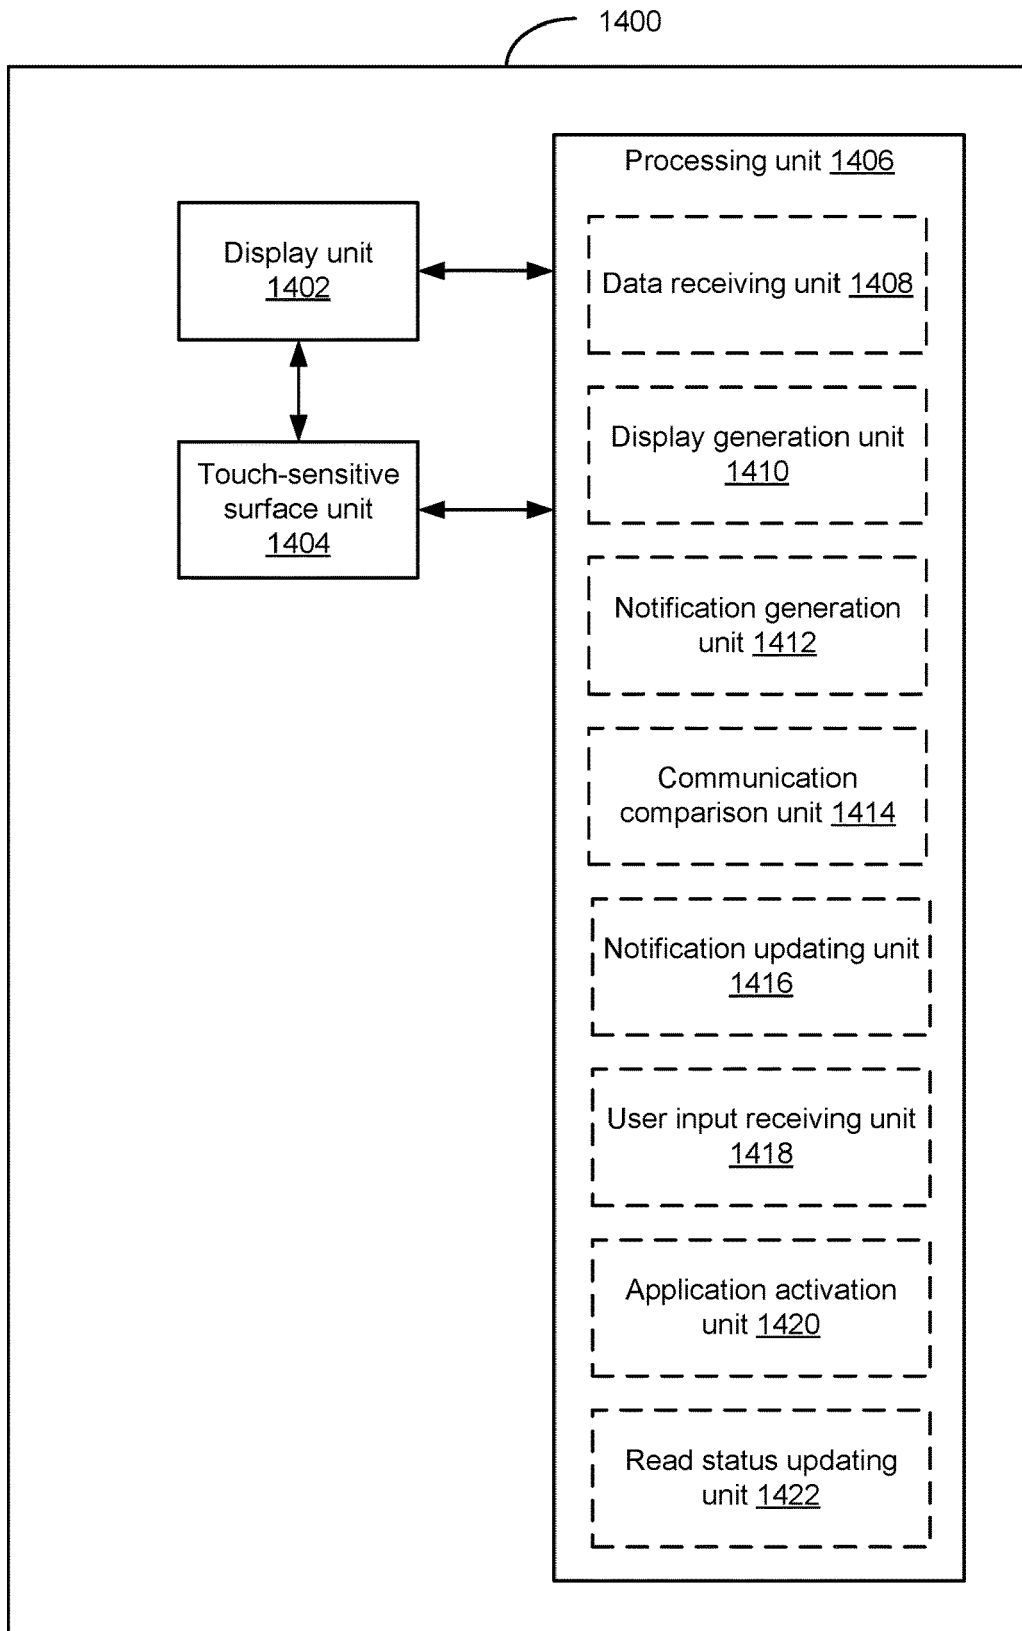 1400
Processing unit 1406
Display unit
1402
Touch-sensitive
surface unit
1404
Data receiving unit 1408
Display generation unit
1410
Notification generation
unit 1412
Communication
comparison unit 1414
Notification updating unit
1416
User input receiving unit
1418
Application activation
unit 1420
Read status updating
unit 1422